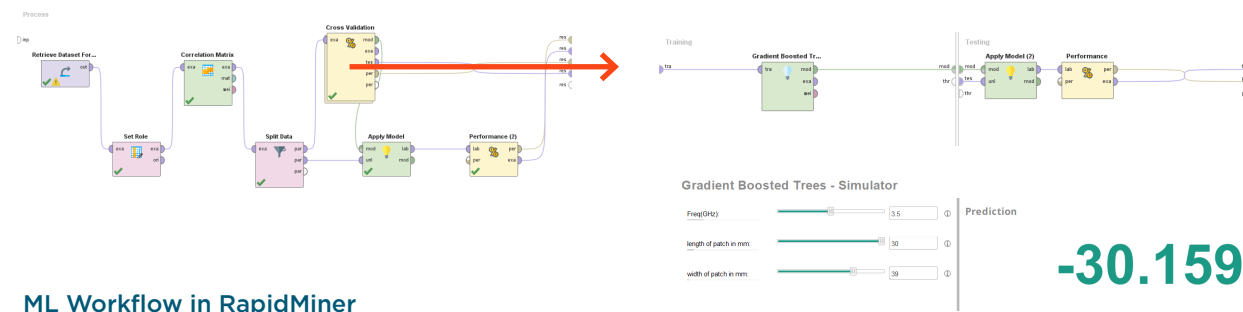 Process
inp
Retrieve Dataset For...
out
Set Role
exa
exa
ori
Correlation Matrix
exa
exa
mat
wei
Split Data
exa
par
par
par
Cross Validation
exa
mod
exa
tes
per
per
Apply Model
mod
unl
lab
mod
Performance (2)
lab
per
per
exa
res
res
res
res
res
Training
tra
Gradient Boosted Tr...
tra
mod
exa
wei
mod
thr
Testing
mod
tes
thr
Apply Model (2)
mod
unl
lab
mod
Performance
lab
per
per
exa
Gradient Boosted Trees - Simulator
Freq(GHz):
3.5
length of patch in mm:
30
width of patch in mm:
39
Prediction
-30.159
ML Workflow in RapidMiner